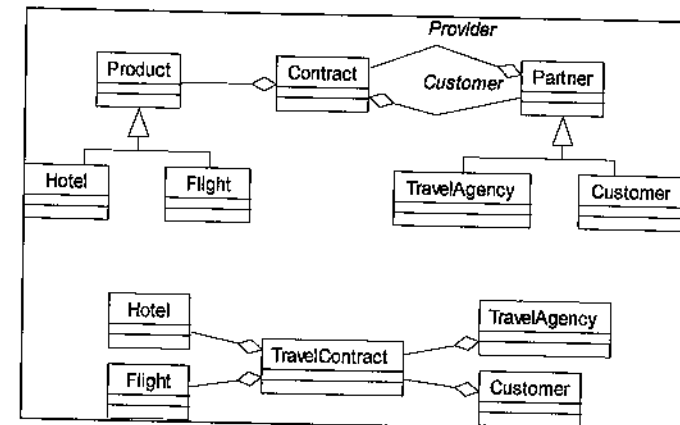 Provider
Product
Contract
Customer
Partner
Hotel
Flight
TravelAgency
Customer
Hotel
TravelAgency
TravelContract
Flight
Customer